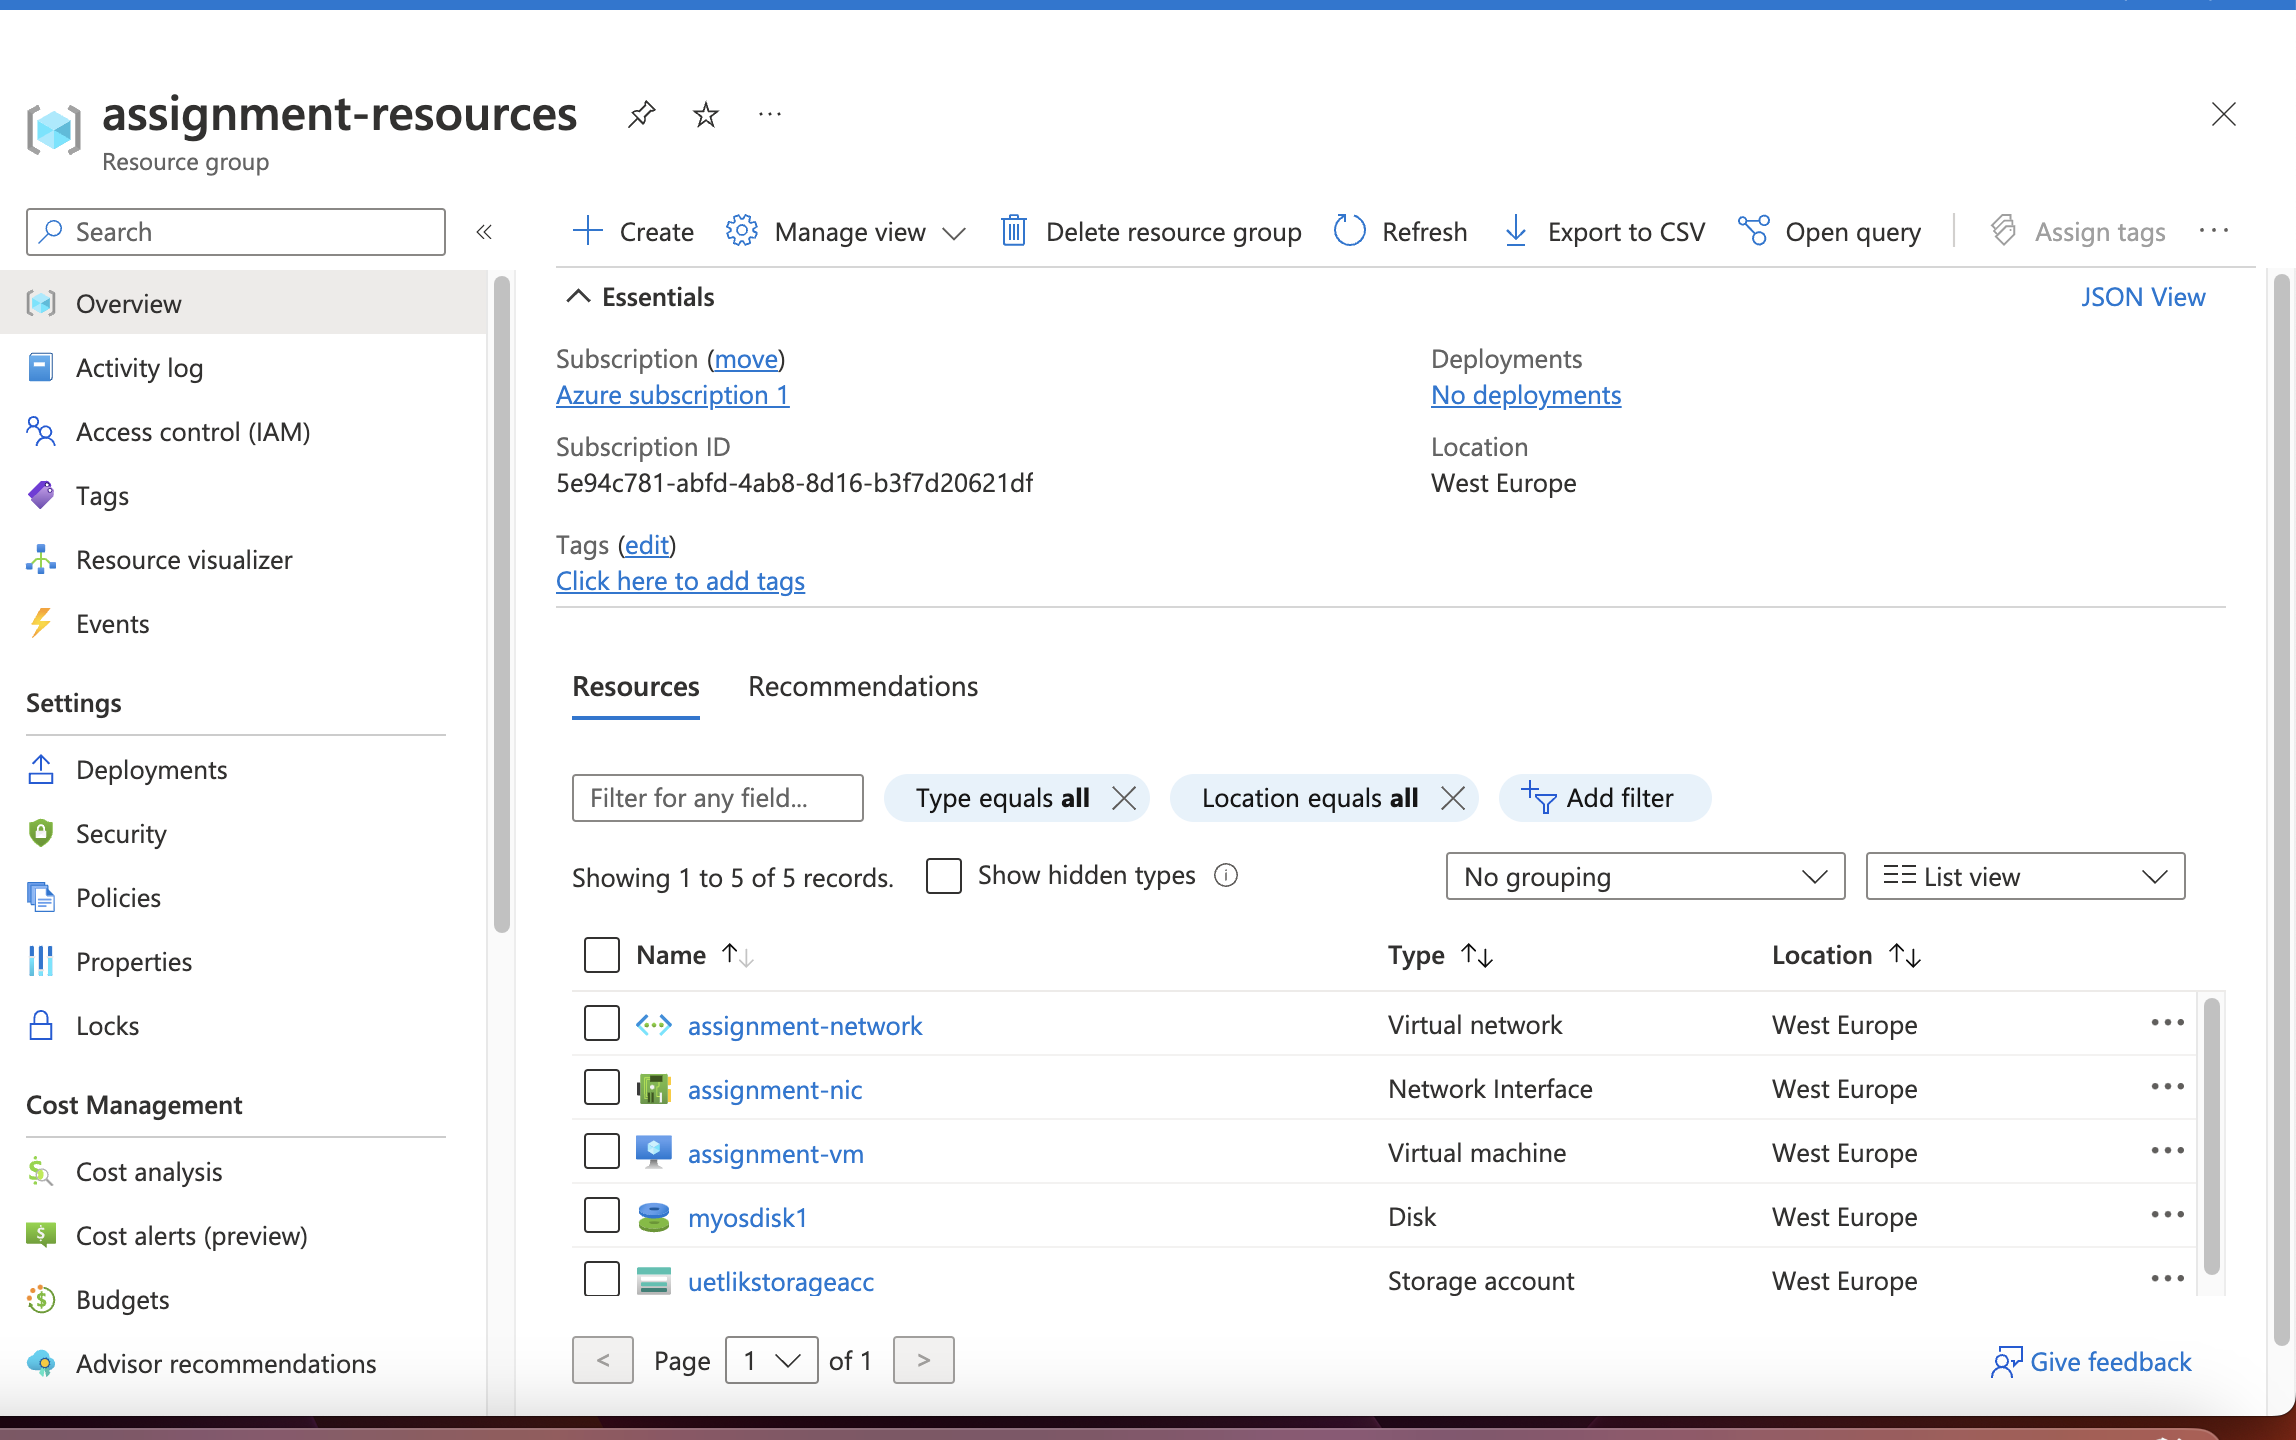 assignment-resources
Resource group
Search
«
Create
Manage view
Delete resource group
Refresh
Export to CSV
Open query
Assign tags
Overview
Activity log
Access control (IAM)
Tags
Resource visualizer
Events
Settings
Deployments
Security
Policies
Properties
Locks
Cost Management
Cost analysis
Cost alerts (preview)
Budgets
Advisor recommendations
Essentials
JSON View
Subscription (move)
Azure subscription 1
Subscription ID
5e94c781-abfd-4ab8-8d16-b3f7d20621df
Deployments
No deployments
Location
West Europe
Tags (edit)
Click here to add tags
Resources Recommendations
Filter for any field... Type equals all Location equals all Add filter
Showing 1 to 5 of 5 records. Show hidden types No grouping List view
Name Type Location
assignment-network Virtual network West Europe
assignment-nic Network Interface West Europe
assignment-vm Virtual machine West Europe
myosdisk1 Disk West Europe
uetlikstorageacc Storage account West Europe
< Page 1 of 1 >
Give feedback